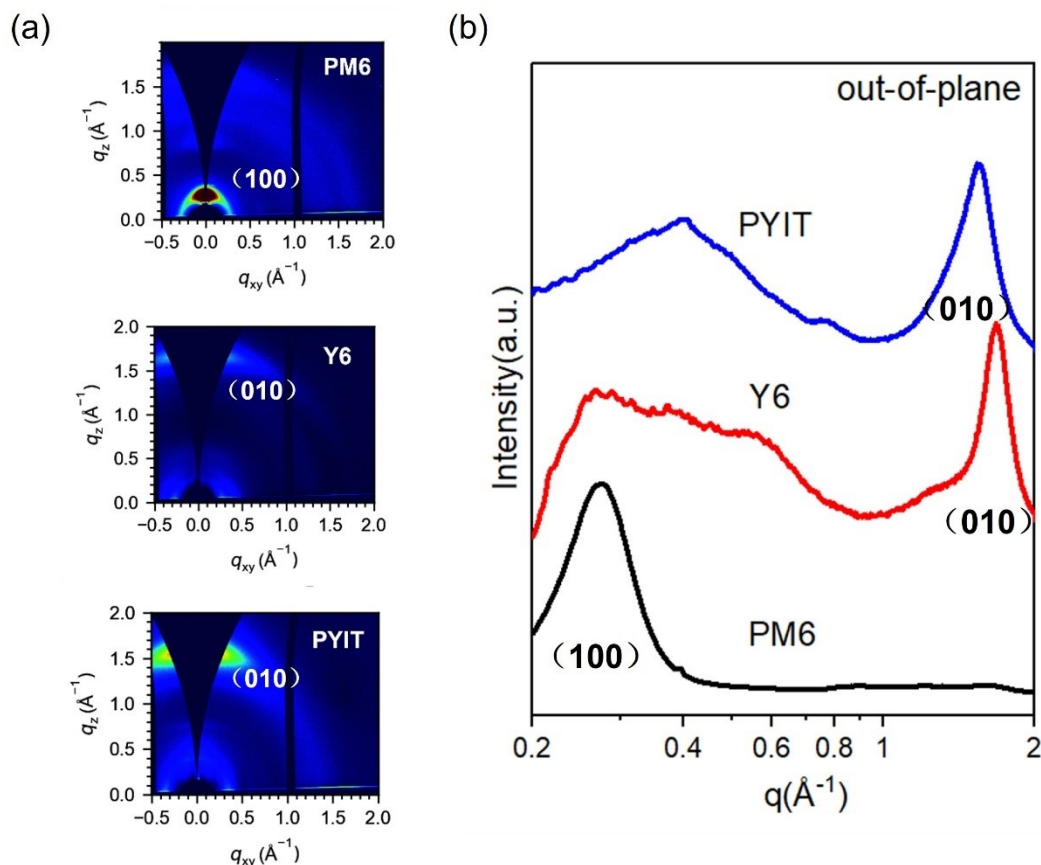 (a)
PM6
1.5
1.0
0.5
0.0
qz (Å⁻¹)
（100）
−0.5 0.0 0.5 1.0 1.5 2.0
qxy (Å⁻¹)
2.0
1.5
1.0
0.5
0.0
qz (Å⁻¹)
Y6
（010）
−0.5 0.0 0.5 1.0 1.5 2.0
qxy (Å⁻¹)
2.0
1.5
1.0
0.5
0.0
qz (Å⁻¹)
PYIT
（010）
−0.5 0.0 0.5 1.0 1.5 2.0
qxy (Å⁻¹)
(b)
out-of-plane
Intensity(a.u.)
PYIT
（010）
Y6
（010）
PM6
（100）
0.2 0.4 0.6 0.8 1 2
q(Å⁻¹)